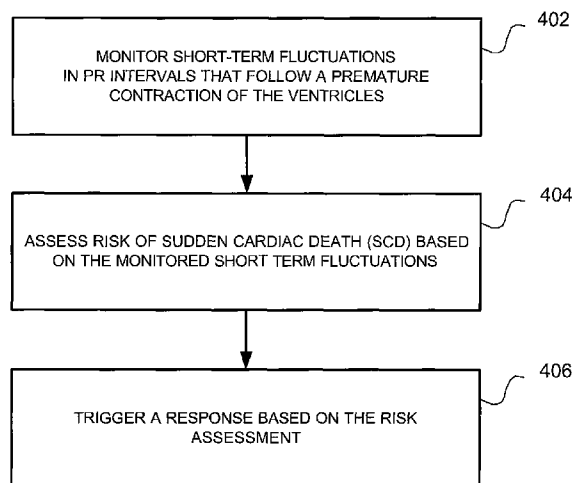 402
MONITOR SHORT-TERM FLUCTUATIONS
IN PR INTERVALS THAT FOLLOW A PREMATURE
CONTRACTION OF THE VENTRICLES
404
ASSESS RISK OF SUDDEN CARDIAC DEATH (SCD) BASED
ON THE MONITORED SHORT TERM FLUCTUATIONS
406
TRIGGER A RESPONSE BASED ON THE RISK
ASSESSMENT